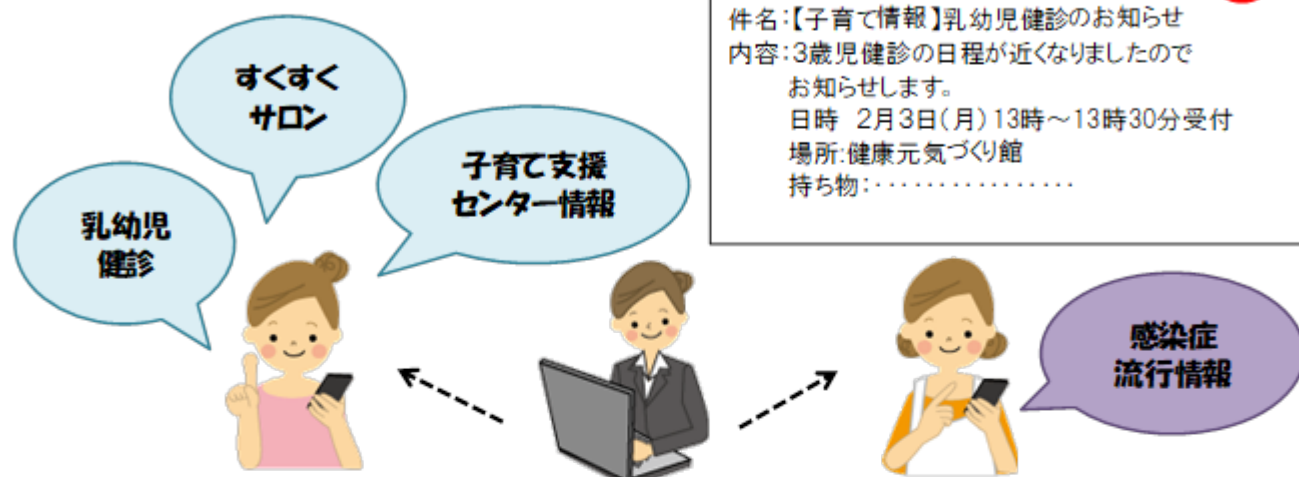 件名:【子育て情報】乳幼児健診のお知らせ
内容:3歳児健診の日程が近くなりましたので
お知らせします。
日時 2月3日(月)13時～13時30分受付
場所:健康元気づくり館
持ち物:・・・・・・・・・・・・・・・・
すくすく
サロン
子育て支援
センター情報
乳幼児
健診
感染症
流行情報